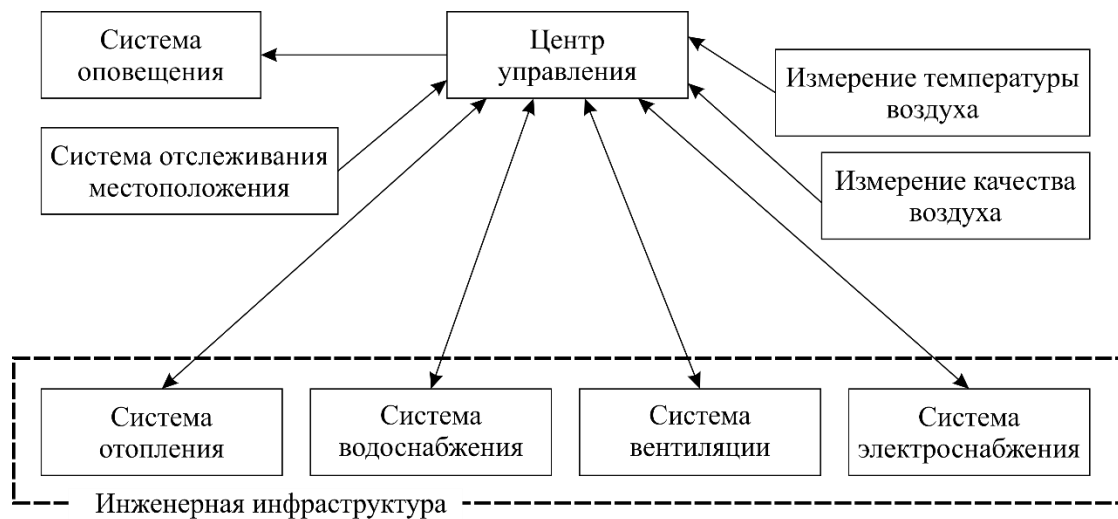 Система
оповещения
Центр
управления
Измерение температуры
воздуха
Система отслеживания
местоположения
Измерение качества
воздуха
Система
отопления
Система
водоснабжения
Система
вентиляции
Система
электроснабжения
Инженерная инфраструктура